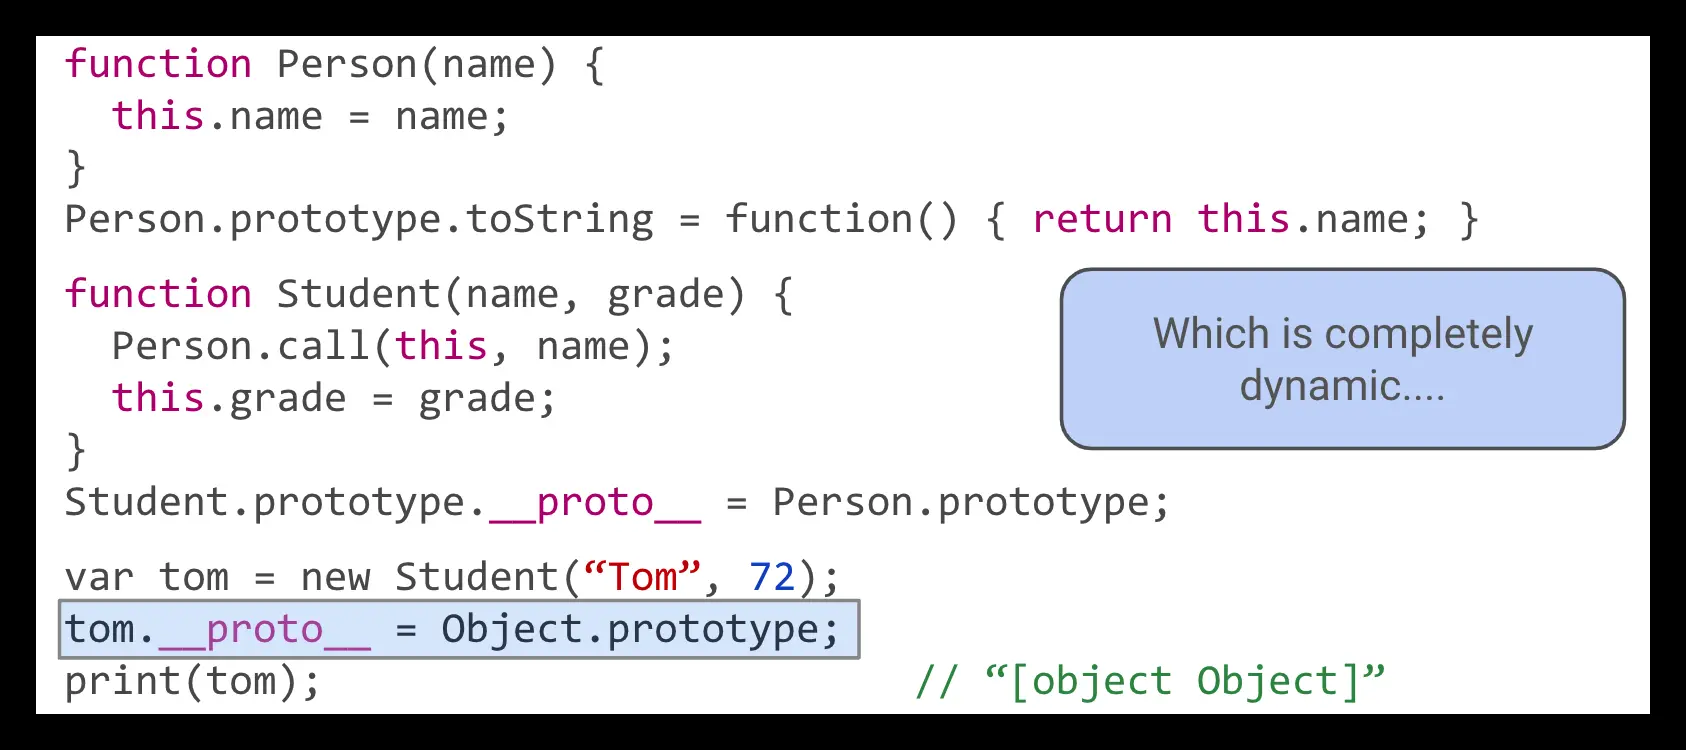 function Person(name) {
  this.name = name;
}
Person.prototype.toString = function() { return this.name; }
function Student(name, grade) {
  Person.call(this, name);
  this.grade = grade;
}
Which is completely
dynamic....
Student.prototype.__proto__ = Person.prototype;
var tom = new Student(“Tom”, 72);
tom.__proto__ = Object.prototype;
print(tom); // “[object Object]”